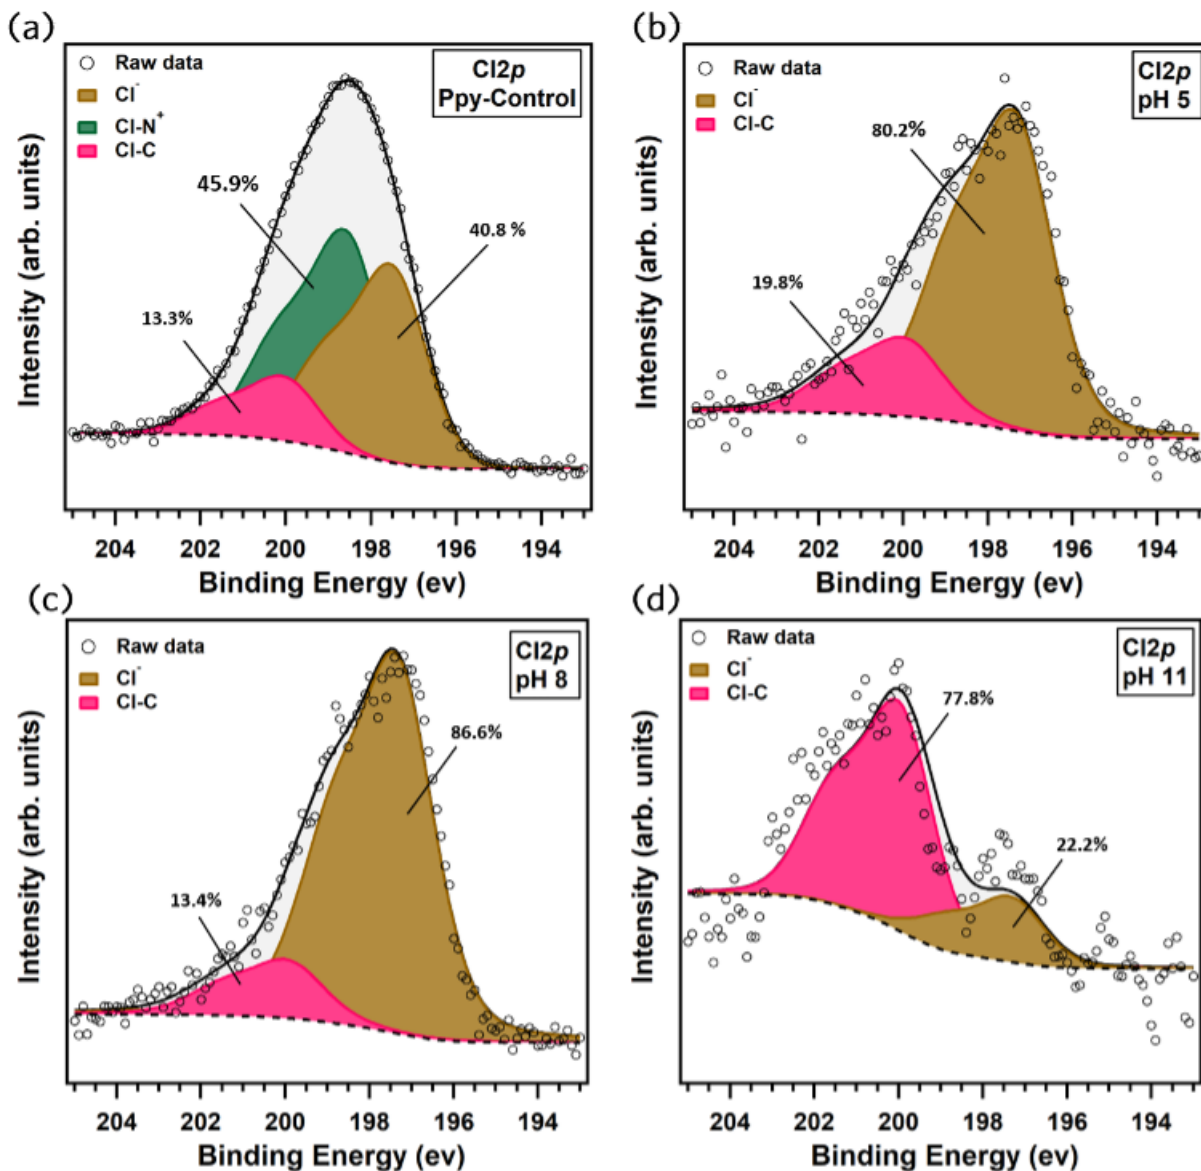 (a)
Raw data
Cl⁻
Cl-N⁺
Cl-C
Cl2p
Ppy-Control
45.9%
40.8 %
13.3%
Intensity (arb. units)
204 202 200 198 196 194
Binding Energy (ev)
(b)
Raw data
Cl⁻
Cl-C
Cl2p
pH 5
80.2%
19.8%
Intensity (arb. units)
204 202 200 198 196 194
Binding Energy (ev)
(c)
Raw data
Cl⁻
Cl-C
Cl2p
pH 8
86.6%
13.4%
Intensity (arb. units)
204 202 200 198 196 194
Binding Energy (ev)
(d)
Raw data
Cl⁻
Cl-C
Cl2p
pH 11
77.8%
22.2%
Intensity (arb. units)
204 202 200 198 196 194
Binding Energy (ev)